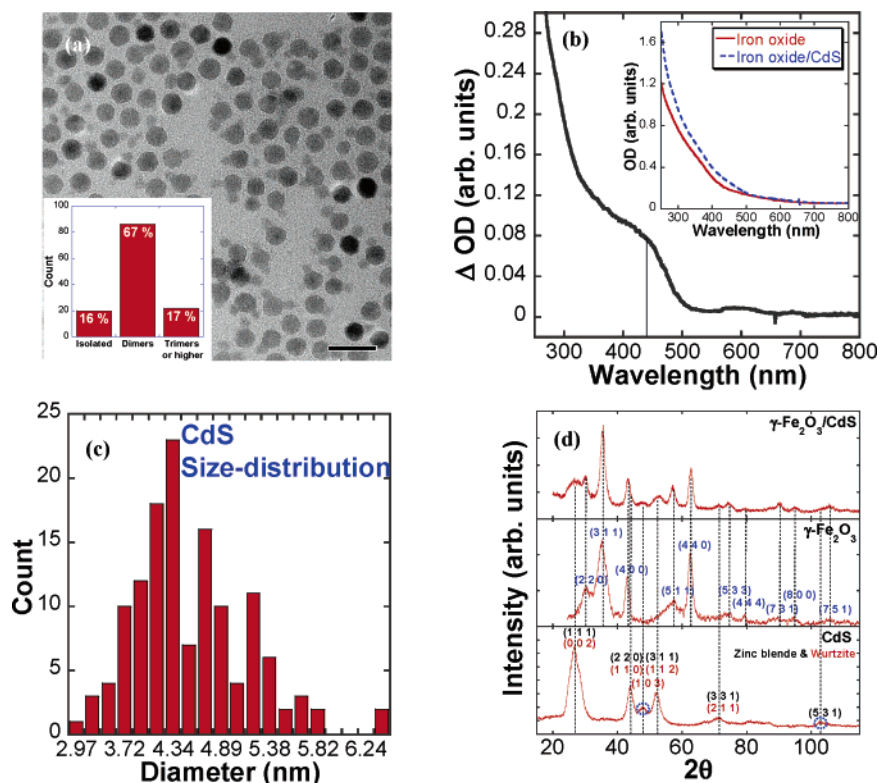 (a)
100
80
60
40
20
0
Count
16 %
67 %
17 %
Isolated
Dimers
Trimers
or higher
(b)
0.28
0.24
0.2
0.16
0.12
0.08
0.04
0
Δ OD (arb. units)
300 400 500 600 700 800
Wavelength (nm)
1.6
1.2
0.8
0.4
0
OD (arb. units)
Iron oxide
Iron oxide/CdS
300 400 500 600 700 800
Wavelength (nm)
(c)
CdS
Size-distribution
25
20
15
10
5
0
Count
2.97 3.72 4.34 4.89 5.38 5.82 6.24
Diameter (nm)
(d)
γ-Fe2O3/CdS
γ-Fe2O3
(3 1 1)
(4 4 0)
(2 2 0)
(4 0 0)
(5 1 1)
(5 3 3)
(4 4 4)
(7 3 1)
(8 0 0)
(7 5 1)
CdS
Zinc blende & Wurtzite
(1 1 1)
(0 0 2)
(2 2 0) (3 1 1)
(1 1 0) (1 1 2)
(1 0 3)
(3 3 1)
(2 1 1)
(5 3 1)
Intensity (arb. units)
20 40 60 80 100
2θ